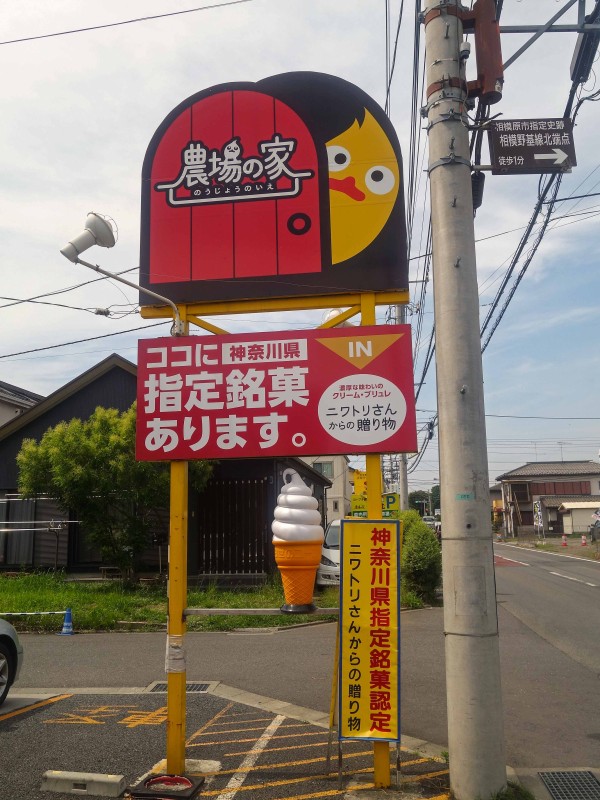 農場の家
のうじょうのいえ
相模原市指定史跡
相模野基線北端点
徒歩1分
ココに 神奈川県
指定銘菓
あります。
IN
濃厚な味わいの
クリーム・ブリュレ
ニワトリさん
からの贈り物
神奈川県指定銘菓認定
ニワトリさんからの贈り物